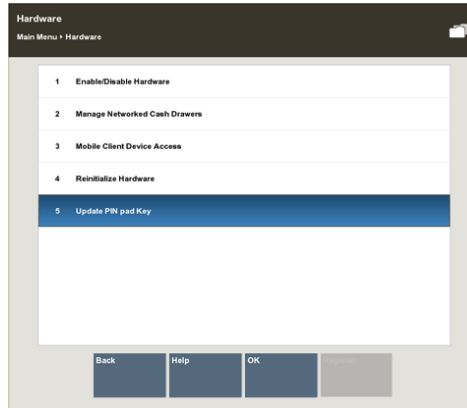 Hardware
Main Menu › Hardware
1 Enable/Disable Hardware
2 Manage Networked Cash Drawers
3 Mobile Client Device Access
4 Reinitialize Hardware
5 Update PIN pad Key
Back Help OK